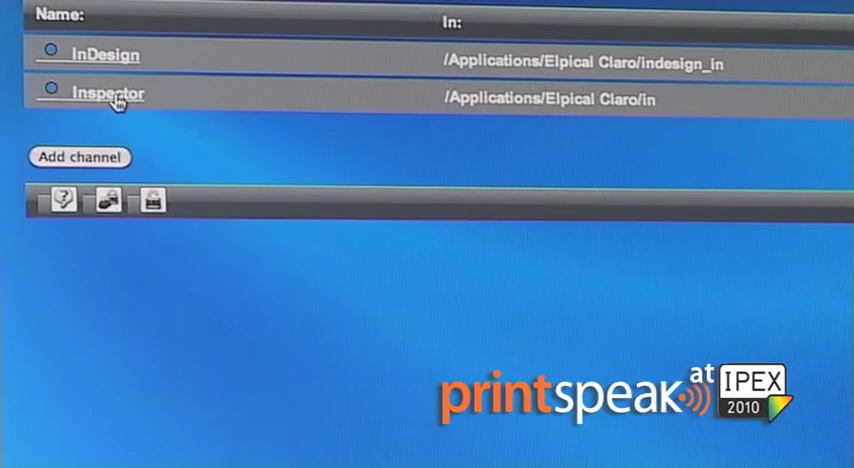 Name: In:
InDesign /Applications/Elpical Claro/indesign_in
Inspector /Applications/Elpical Claro/in
Add channel
?
printspeak at IPEX 2010